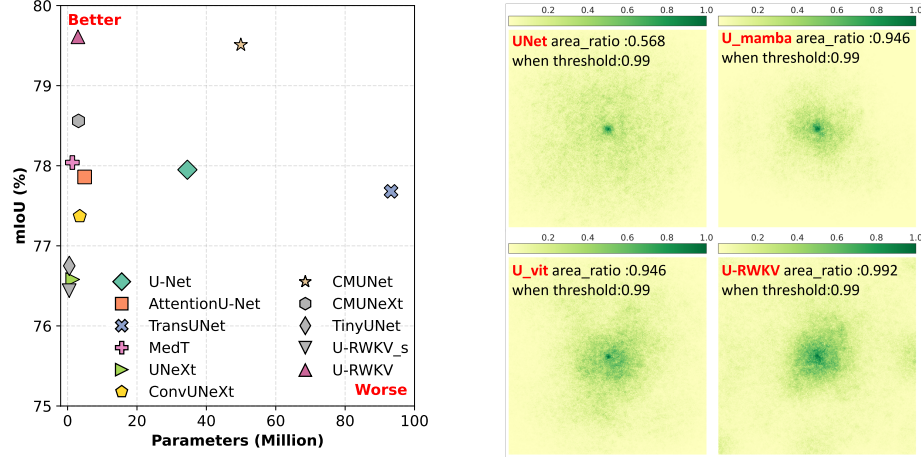 80
79
78
77
76
75
mIoU (%)
Better
U-Net
AttentionU-Net
TransUNet
MedT
UNeXt
ConvUNeXt
CMUNet
CMUNeXt
TinyUNet
U-RWKV_s
U-RWKV
Worse
0 20 40 60 80 100
Parameters (Million)
0.2 0.4 0.6 0.8 1.0
UNet area_ratio :0.568
when threshold:0.99
0.2 0.4 0.6 0.8 1.0
U_mamba area_ratio :0.946
when threshold:0.99
0.2 0.4 0.6 0.8 1.0
U_vit area_ratio :0.946
when threshold:0.99
0.2 0.4 0.6 0.8 1.0
U-RWKV area_ratio :0.992
when threshold:0.99